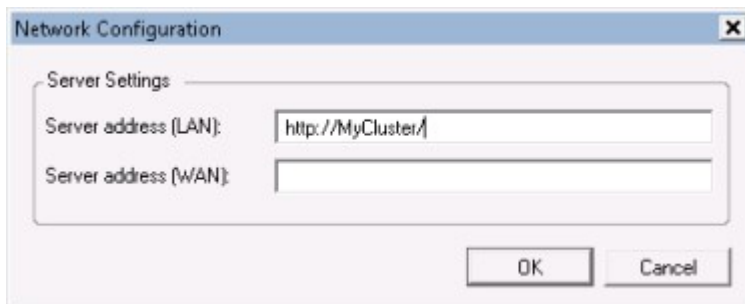 Network Configuration
Server Settings
Server address (LAN): http://MyCluster/
Server address (WAN):
OK Cancel